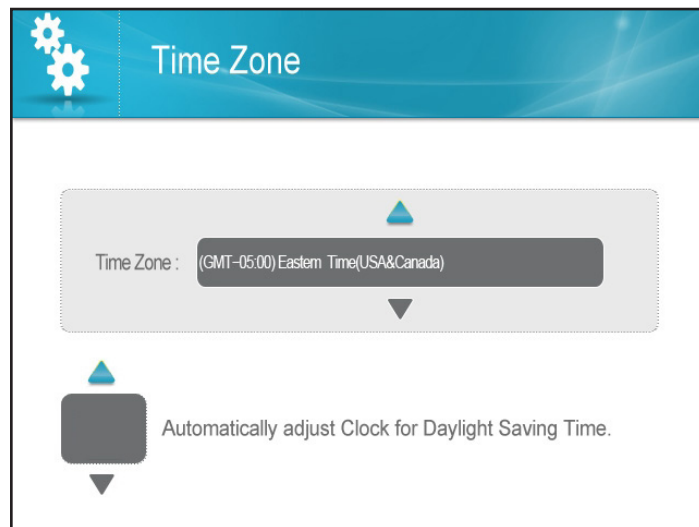 Time Zone
Time Zone : (GMT-05:00) Eastern Time(USA&Canada)
Automatically adjust Clock for Daylight Saving Time.